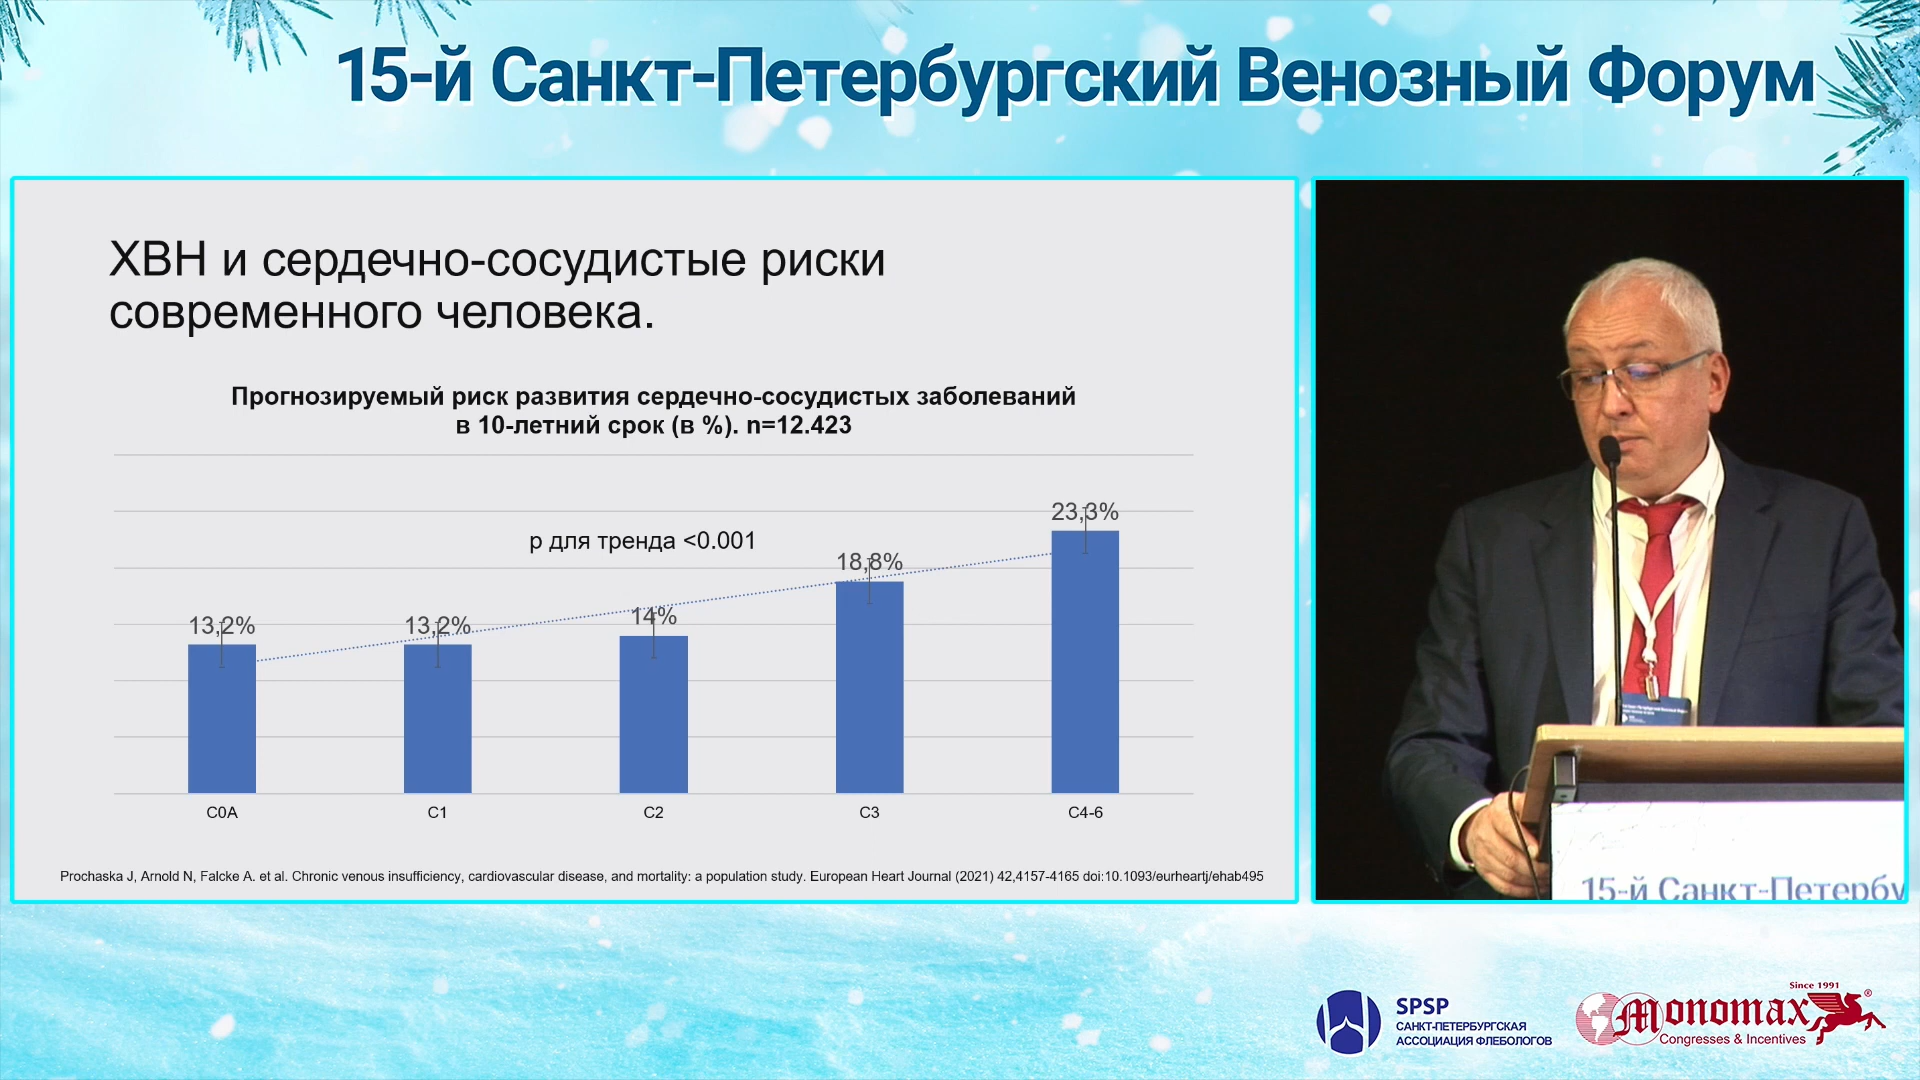 15-й Санкт-Петербургский Венозный Форум
ХВН и сердечно-сосудистые риски
современного человека.
Прогнозируемый риск развития сердечно-сосудистых заболеваний
в 10-летний срок (в %). n=12.423
р для тренда <0.001
13,2%
13,2%
14%
18,8%
23,3%
C0A
C1
C2
C3
C4-6
Prochaska J, Arnold N, Falcke A. et al. Chronic venous insufficiency, cardiovascular disease, and mortality: a population study. European Heart Journal (2021) 42,4157-4165 doi:10.1093/eurheartj/ehab495
15-й Санкт-Петербу
SPSP
САНКТ-ПЕТЕРБУРГСКАЯ
АССОЦИАЦИЯ ФЛЕБОЛОГОВ
Since 1991
Monomax®
Congresses & Incentives